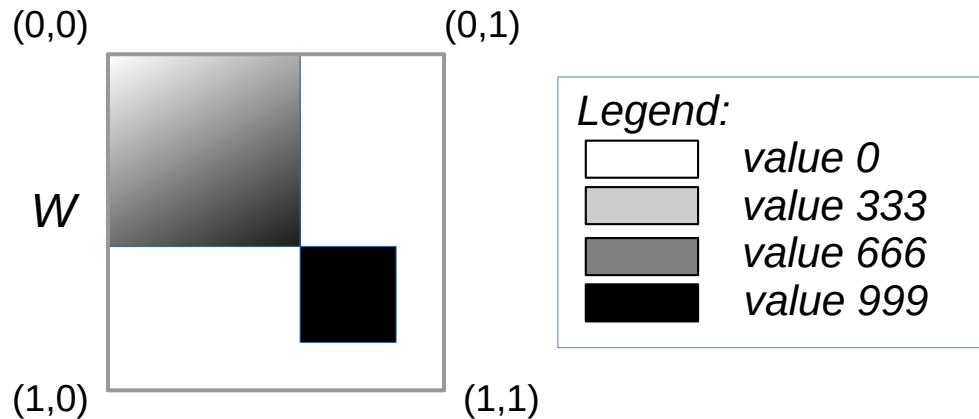 (0,0)
(0,1)
W
(1,0)
(1,1)
Legend:
value 0
value 333
value 666
value 999